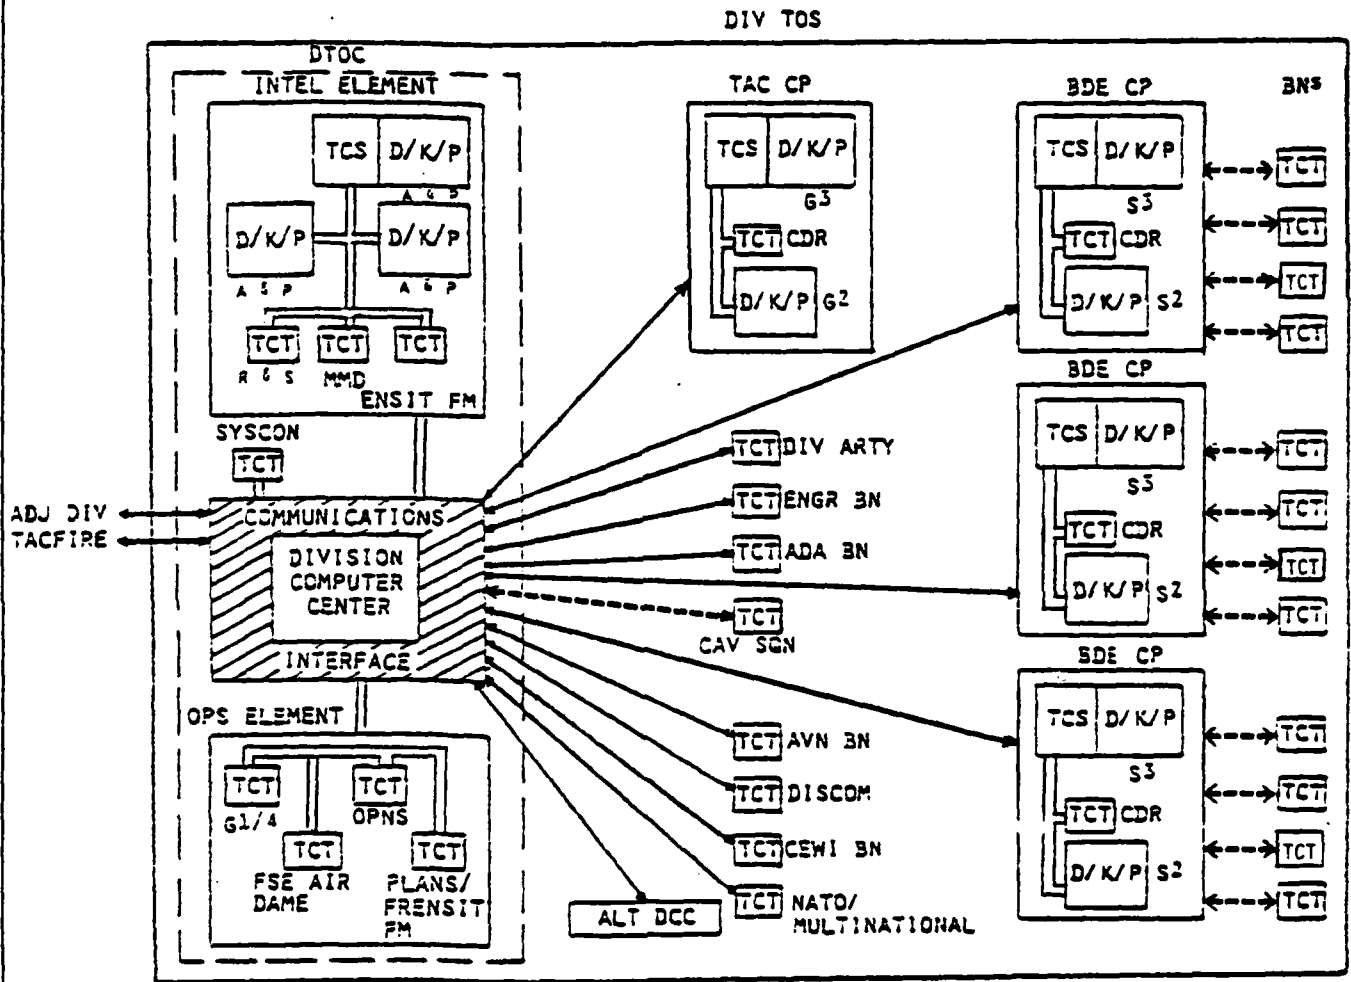 DIV TOS
DTOC
INTEL ELEMENT
TCS D/K/P
A & P
D/K/P
A & P
D/K/P
A & P
TCT
R & S
TCT
MMD
TCT
ENSIT FM
SYSCON
TCT
ADJ DIV
TACFIRE
COMMUNICATIONS
DIVISION
COMPUTER
CENTER
INTERFACE
OPS ELEMENT
TCT
G1/4
TCT
OPNS
TCT
FSE AIR
DAME
TCT
PLANS/
FRENSIT
FM
TAC CP
TCS D/K/P
G3
TCT CDR
D/K/P G2
TCT DIV ARTY
TCT ENGR BN
TCT ADA BN
TCT
CAV SQN
TCT AVN BN
TCT DISCOM
TCT CEWI BN
TCT NATO/
MULTINATIONAL
ALT DCC
BDE CP
TCS D/K/P
S3
TCT CDR
D/K/P S2
BDE CP
TCS D/K/P
S3
TCT CDR
D/K/P S2
BDE CP
TCS D/K/P
S3
TCT CDR
D/K/P S2
BNS
TCT
TCT
TCT
TCT
TCT
TCT
TCT
TCT
TCT
TCT
TCT
TCT